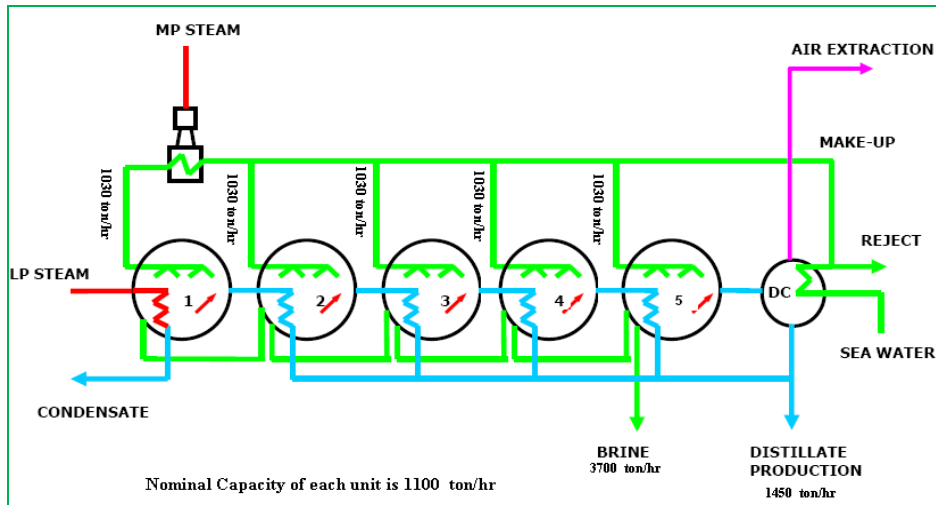 MP STEAM
AIR EXTRACTION
MAKE-UP
1030 ton/hr
1030 ton/hr
1030 ton/hr
1030 ton/hr
1030 ton/hr
REJECT
LP STEAM
1
2
3
4
5
DC
SEA WATER
CONDENSATE
BRINE
3700 ton/hr
DISTILLATE
PRODUCTION
1450 ton/hr
Nominal Capacity of each unit is 1100 ton/hr